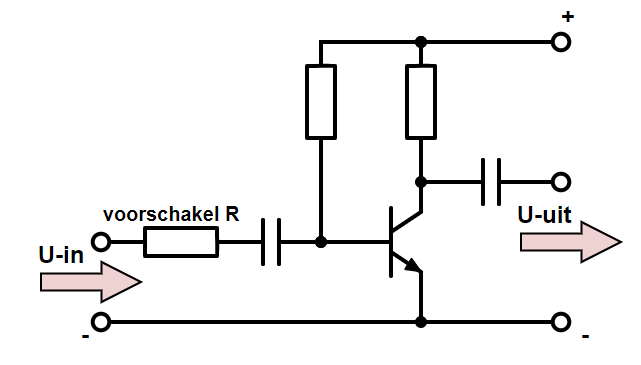 +
voorschakel R
U-uit
U-in
-
-